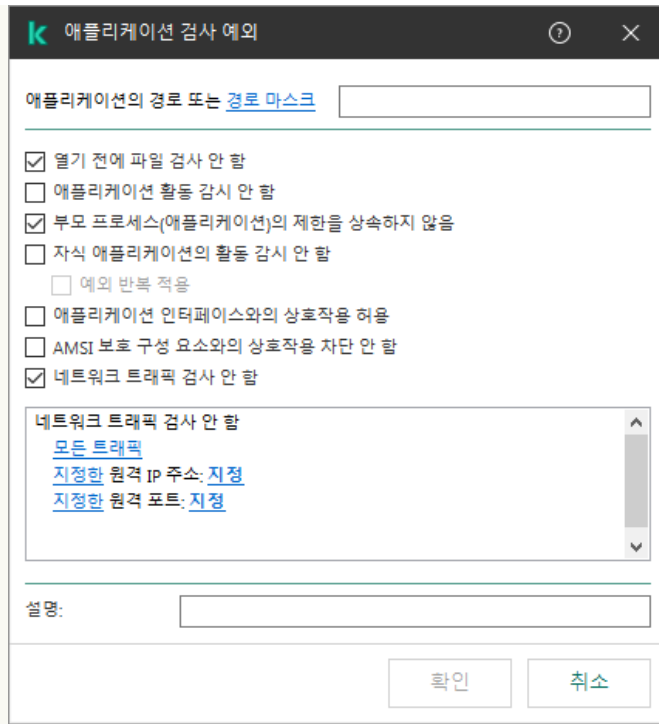 애플리케이션 검사 예외
애플리케이션의 경로 또는 경로 마스크
열기 전에 파일 검사 안 함
애플리케이션 활동 감시 안 함
부모 프로세스(애플리케이션)의 제한을 상속하지 않음
자식 애플리케이션의 활동 감시 안 함
예외 반복 적용
애플리케이션 인터페이스와의 상호작용 허용
AMSI 보호 구성 요소와의 상호작용 차단 안 함
네트워크 트래픽 검사 안 함
네트워크 트래픽 검사 안 함
모든 트래픽
지정한 원격 IP 주소: 지정
지정한 원격 포트: 지정
설명:
확인 취소